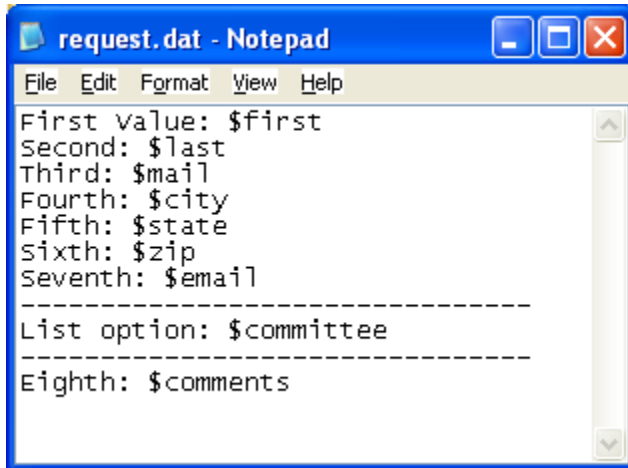 request.dat - Notepad
File Edit Format View Help
First Value: $first
Second: $last
Third: $mail
Fourth: $city
Fifth: $state
Sixth: $zip
Seventh: $email
--------------------------------
List option: $committee
--------------------------------
Eighth: $comments